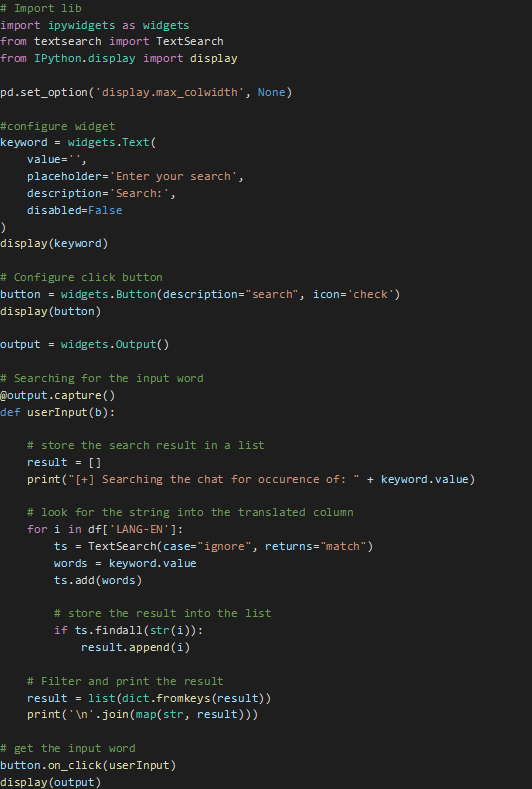 # Import lib
import ipywidgets as widgets
from textsearch import TextSearch
from IPython.display import display

pd.set_option('display.max_colwidth', None)

#configure widget
keyword = widgets.Text(
    value='',
    placeholder='Enter your search',
    description='Search:',
    disabled=False
)
display(keyword)

# Configure click button
button = widgets.Button(description="search", icon='check')
display(button)

output = widgets.Output()

# Searching for the input word
@output.capture()
def userInput(b):

    # store the search result in a list
    result = []
    print("[+] Searching the chat for occurence of: " + keyword.value)

    # look for the string into the translated column
    for i in df['LANG-EN']:
        ts = TextSearch(case="ignore", returns="match")
        words = keyword.value
        ts.add(words)

        # store the result into the list
        if ts.findall(str(i)):
            result.append(i)

    # Filter and print the result
    result = list(dict.fromkeys(result))
    print('\n'.join(map(str, result)))

# get the input word
button.on_click(userInput)
display(output)